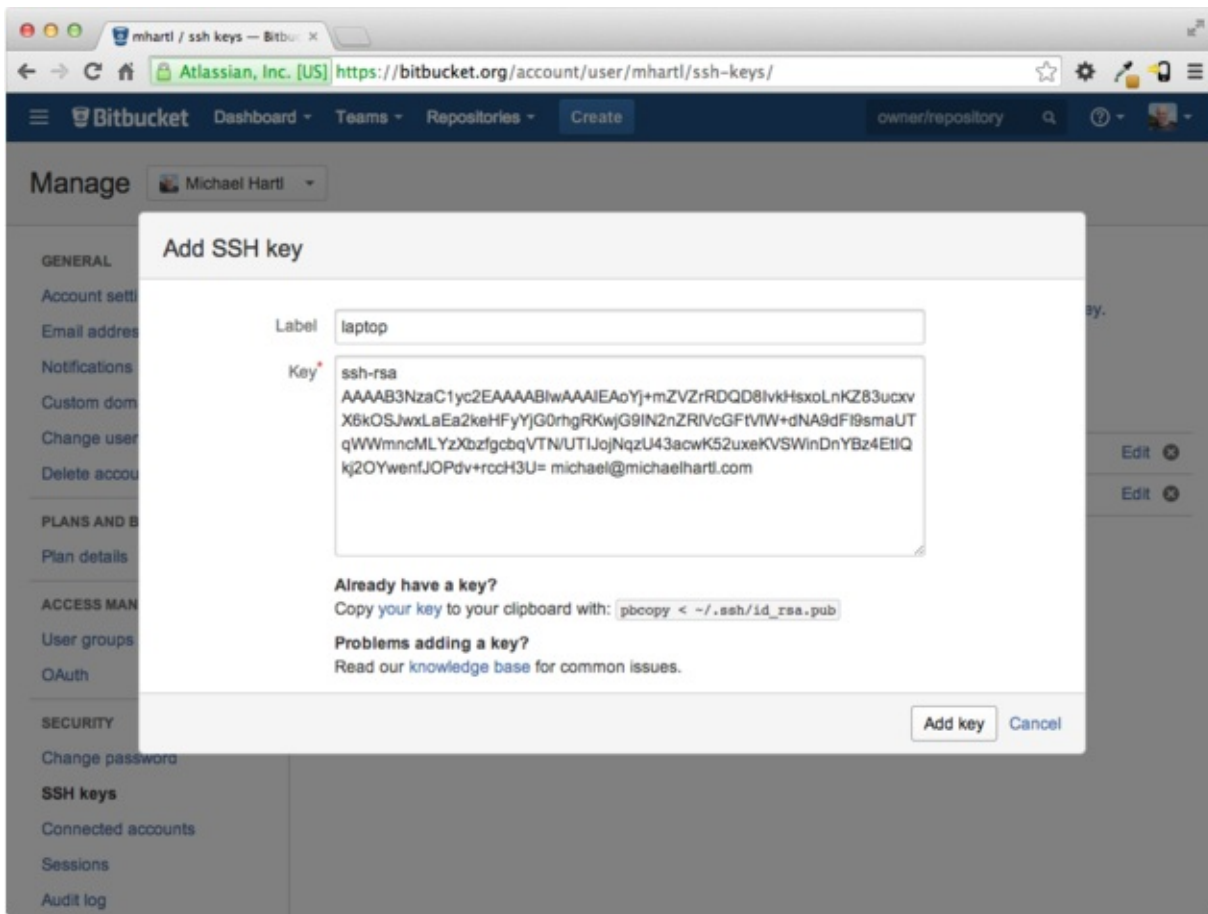 mhartl / ssh keys — Bitbuc
Atlassian, Inc. [US] https://bitbucket.org/account/user/mhartl/ssh-keys/
Bitbucket Dashboard Teams Repositories Create owner/repository
Manage Michael Hartl
Add SSH key
GENERAL
Account setti
Email addres
Notifications
Custom dom
Change user
Delete accou
PLANS AND B
Plan details
ACCESS MAN
User groups
OAuth
SECURITY
Change password
SSH keys
Connected accounts
Sessions
Audit log
Label laptop
Key* ssh-rsa
AAAAB3NzaC1yc2EAAAABIwAAAIEAoYj+mZVZrRDQD8IvkHsxoLnKZ83ucxv
X6kOSJwxLaEa2keHFyYjG0rhgRKwjG9IN2nZRlVcGFtVlW+dNA9dFl9smaUT
qWWmncMLYzXbzfgcbqVTN/UTIJojNqzU43acwK52uxeKVSWinDnYBz4EtlQ
kj2OYwenfJOPdv+rccH3U= michael@michaelhartl.com
Already have a key?
Copy your key to your clipboard with: pbcopy < ~/.ssh/id_rsa.pub
Problems adding a key?
Read our knowledge base for common issues.
Add key Cancel
ey.
Edit
Edit